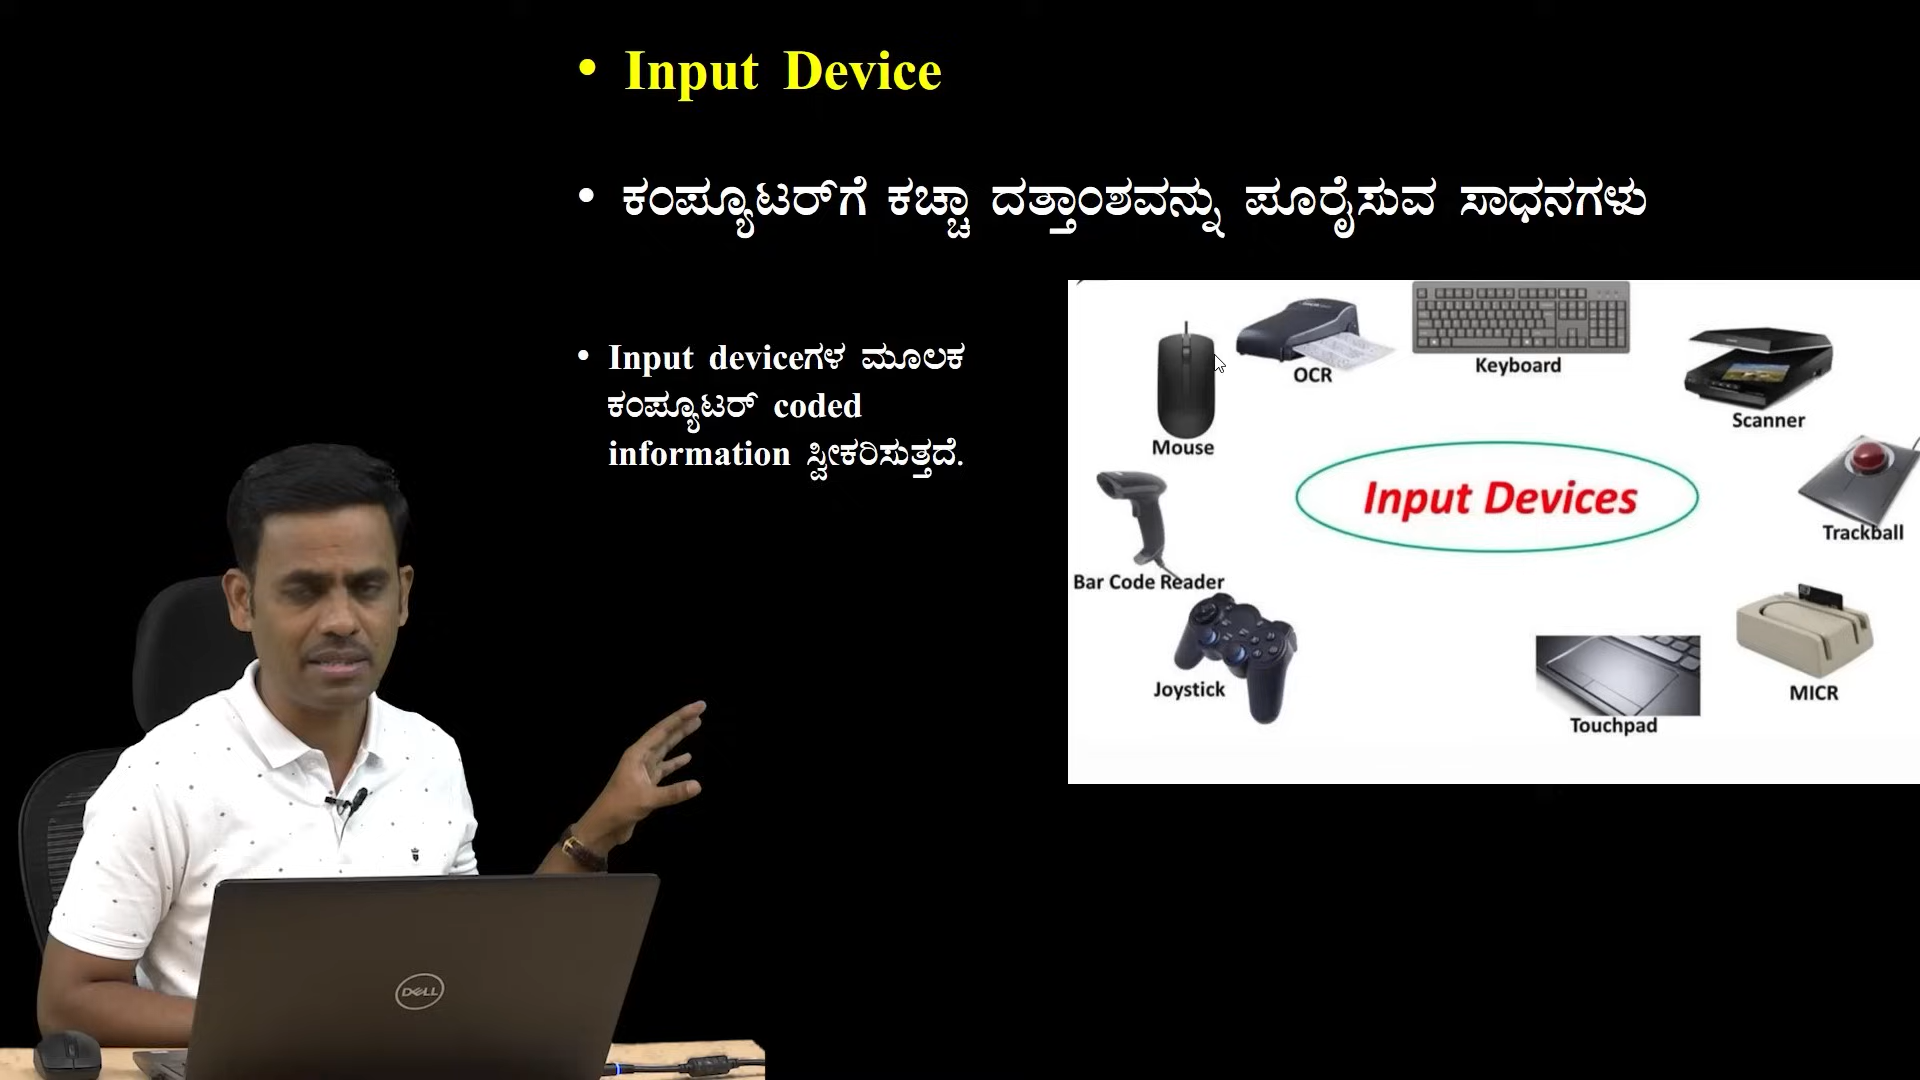 • Input Device
• ಕಂಪ್ಯೂಟರ್‌ಗೆ ಕಚ್ಚಾ ದತ್ತಾಂಶವನ್ನು ಪೂರೈಸುವ ಸಾಧನಗಳು
• Input deviceಗಳ ಮೂಲಕ
ಕಂಪ್ಯೂಟರ್ coded
information ಸ್ವೀಕರಿಸುತ್ತದೆ.
OCR
Keyboard
Scanner
Mouse
Input Devices
Trackball
Bar Code Reader
Joystick
MICR
Touchpad
DELL